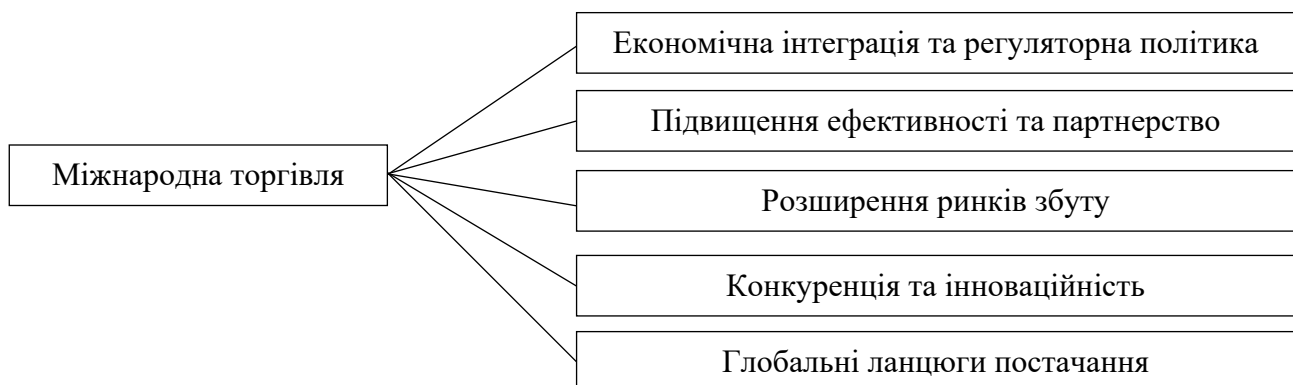 Економічна інтеграція та регуляторна політика
Підвищення ефективності та партнерство
Міжнародна торгівля
Розширення ринків збуту
Конкуренція та інноваційність
Глобальні ланцюги постачання